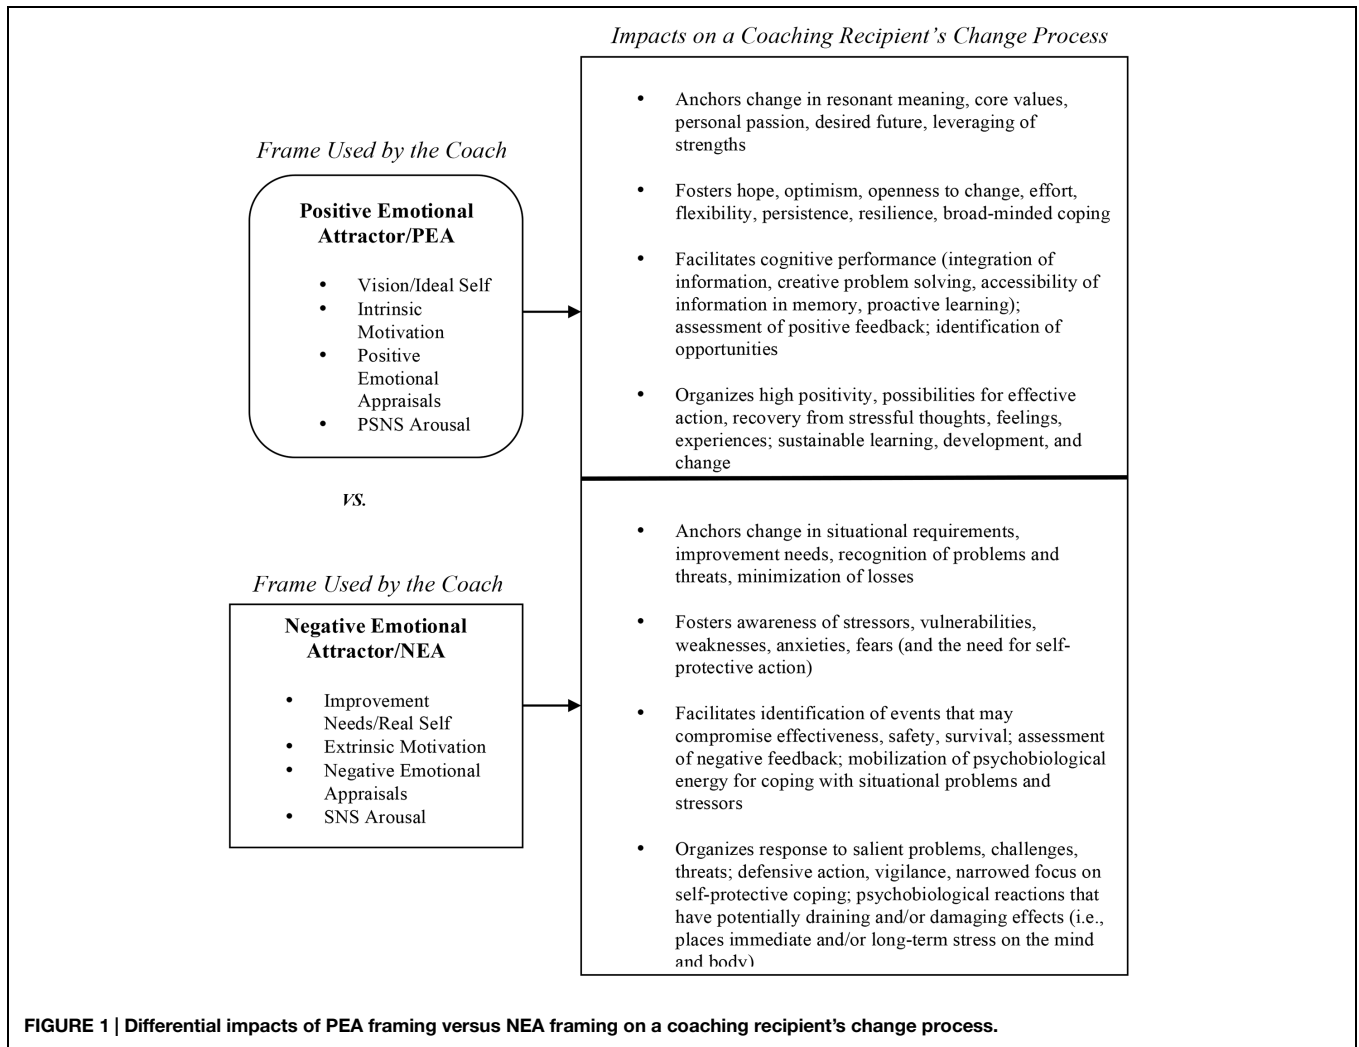 Impacts on a Coaching Recipient's Change Process
Frame Used by the Coach
Positive Emotional
Attractor/PEA
• Vision/Ideal Self
• Intrinsic
Motivation
• Positive
Emotional
Appraisals
• PSNS Arousal
• Anchors change in resonant meaning, core values,
personal passion, desired future, leveraging of
strengths
• Fosters hope, optimism, openness to change, effort,
flexibility, persistence, resilience, broad-minded coping
• Facilitates cognitive performance (integration of
information, creative problem solving, accessibility of
information in memory, proactive learning);
assessment of positive feedback; identification of
opportunities
• Organizes high positivity, possibilities for effective
action, recovery from stressful thoughts, feelings,
experiences; sustainable learning, development, and
change
vs.
Frame Used by the Coach
Negative Emotional
Attractor/NEA
• Improvement
Needs/Real Self
• Extrinsic Motivation
• Negative Emotional
Appraisals
• SNS Arousal
• Anchors change in situational requirements,
improvement needs, recognition of problems and
threats, minimization of losses
• Fosters awareness of stressors, vulnerabilities,
weaknesses, anxieties, fears (and the need for self-
protective action)
• Facilitates identification of events that may
compromise effectiveness, safety, survival; assessment
of negative feedback; mobilization of psychobiological
energy for coping with situational problems and
stressors
• Organizes response to salient problems, challenges,
threats; defensive action, vigilance, narrowed focus on
self-protective coping; psychobiological reactions that
have potentially draining and/or damaging effects (i.e.,
places immediate and/or long-term stress on the mind
and body)
FIGURE 1 | Differential impacts of PEA framing versus NEA framing on a coaching recipient's change process.